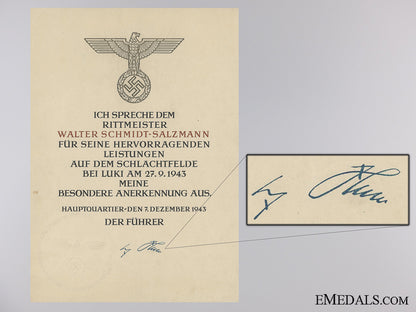 ICH SPRECHE DEM
RITTMEISTER
WALTER SCHMIDT-SALZMANN
FÜR SEINE HERVORRAGENDEN
LEISTUNGEN
AUF DEM SCHLACHTFELDE
BEI LUKI AM 27.9.1943
MEINE
BESONDERE ANERKENNUNG AUS.
HAUPTQUARTIER·DEN 7. DEZEMBER 1943
DER FÜHRER
EMEDALS.COM